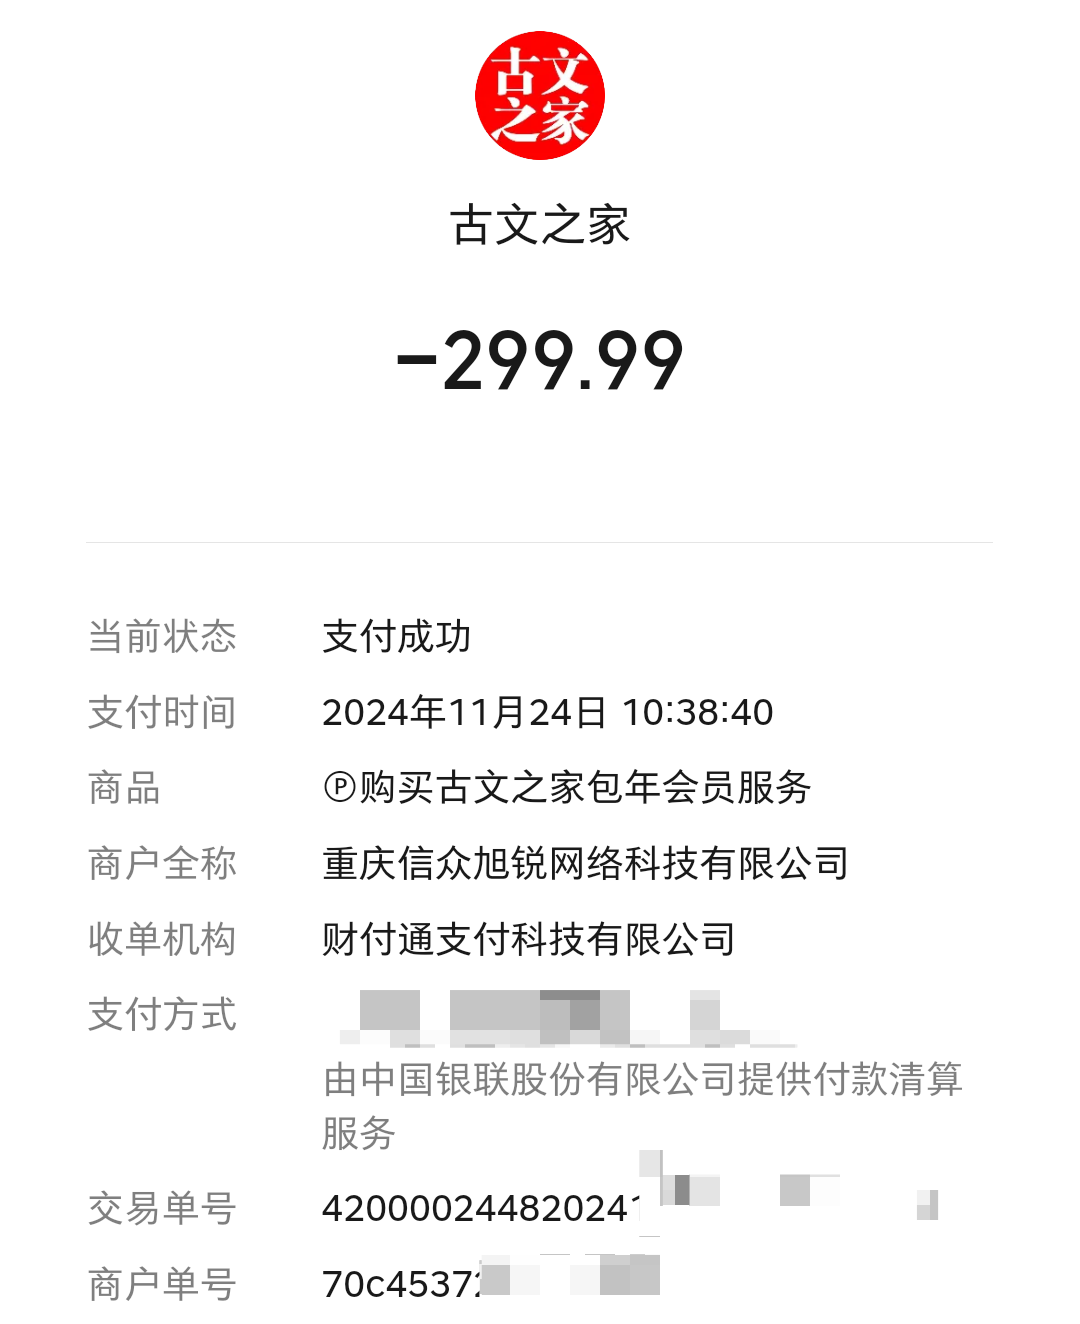 古文
之家
古文之家
-299.99
当前状态 支付成功
支付时间 2024年11月24日 10:38:40
商品 Ⓟ购买古文之家包年会员服务
商户全称 重庆信众旭锐网络科技有限公司
收单机构 财付通支付科技有限公司
支付方式
由中国银联股份有限公司提供付款清算
服务
交易单号 42000024482024
商户单号 70c4537